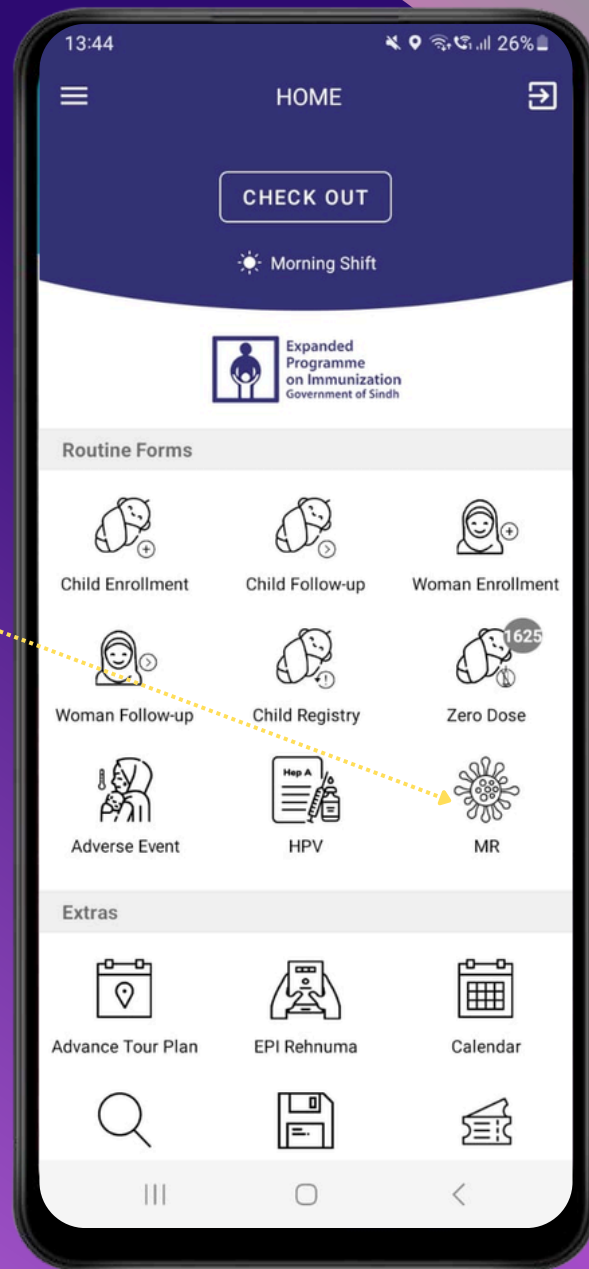 13:44
26%
HOME
CHECK OUT
Morning Shift
Expanded
Programme
on Immunization
Government of Sindh
Routine Forms
Child Enrollment
Child Follow-up
Woman Enrollment
1625
Woman Follow-up
Child Registry
Zero Dose
Hep A
Adverse Event
HPV
MR
Extras
Advance Tour Plan
EPI Rehnuma
Calendar